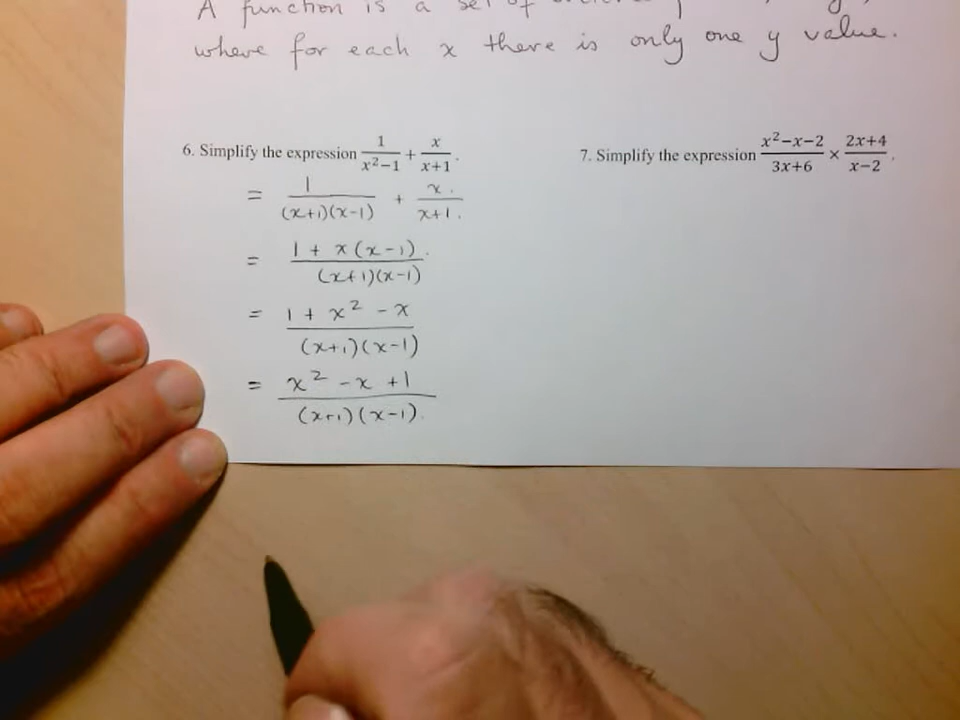 A function is a set of
where for each x there is only one y value.
6. Simplify the expression 1/(x²−1) + x/(x+1).
= 1/((x+1)(x−1)) + x/(x+1).
= (1 + x(x−1))/((x+1)(x−1))
= (1 + x² − x)/((x+1)(x−1))
= (x² − x + 1)/((x+1)(x−1)).
7. Simplify the expression (x²−x−2)/(3x+6) × (2x+4)/(x−2).